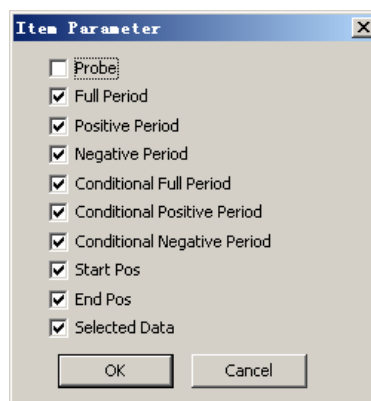 Item Parameter
Probe
Full Period
Positive Period
Negative Period
Conditional Full Period
Conditional Positive Period
Conditional Negative Period
Start Pos
End Pos
Selected Data
OK Cancel